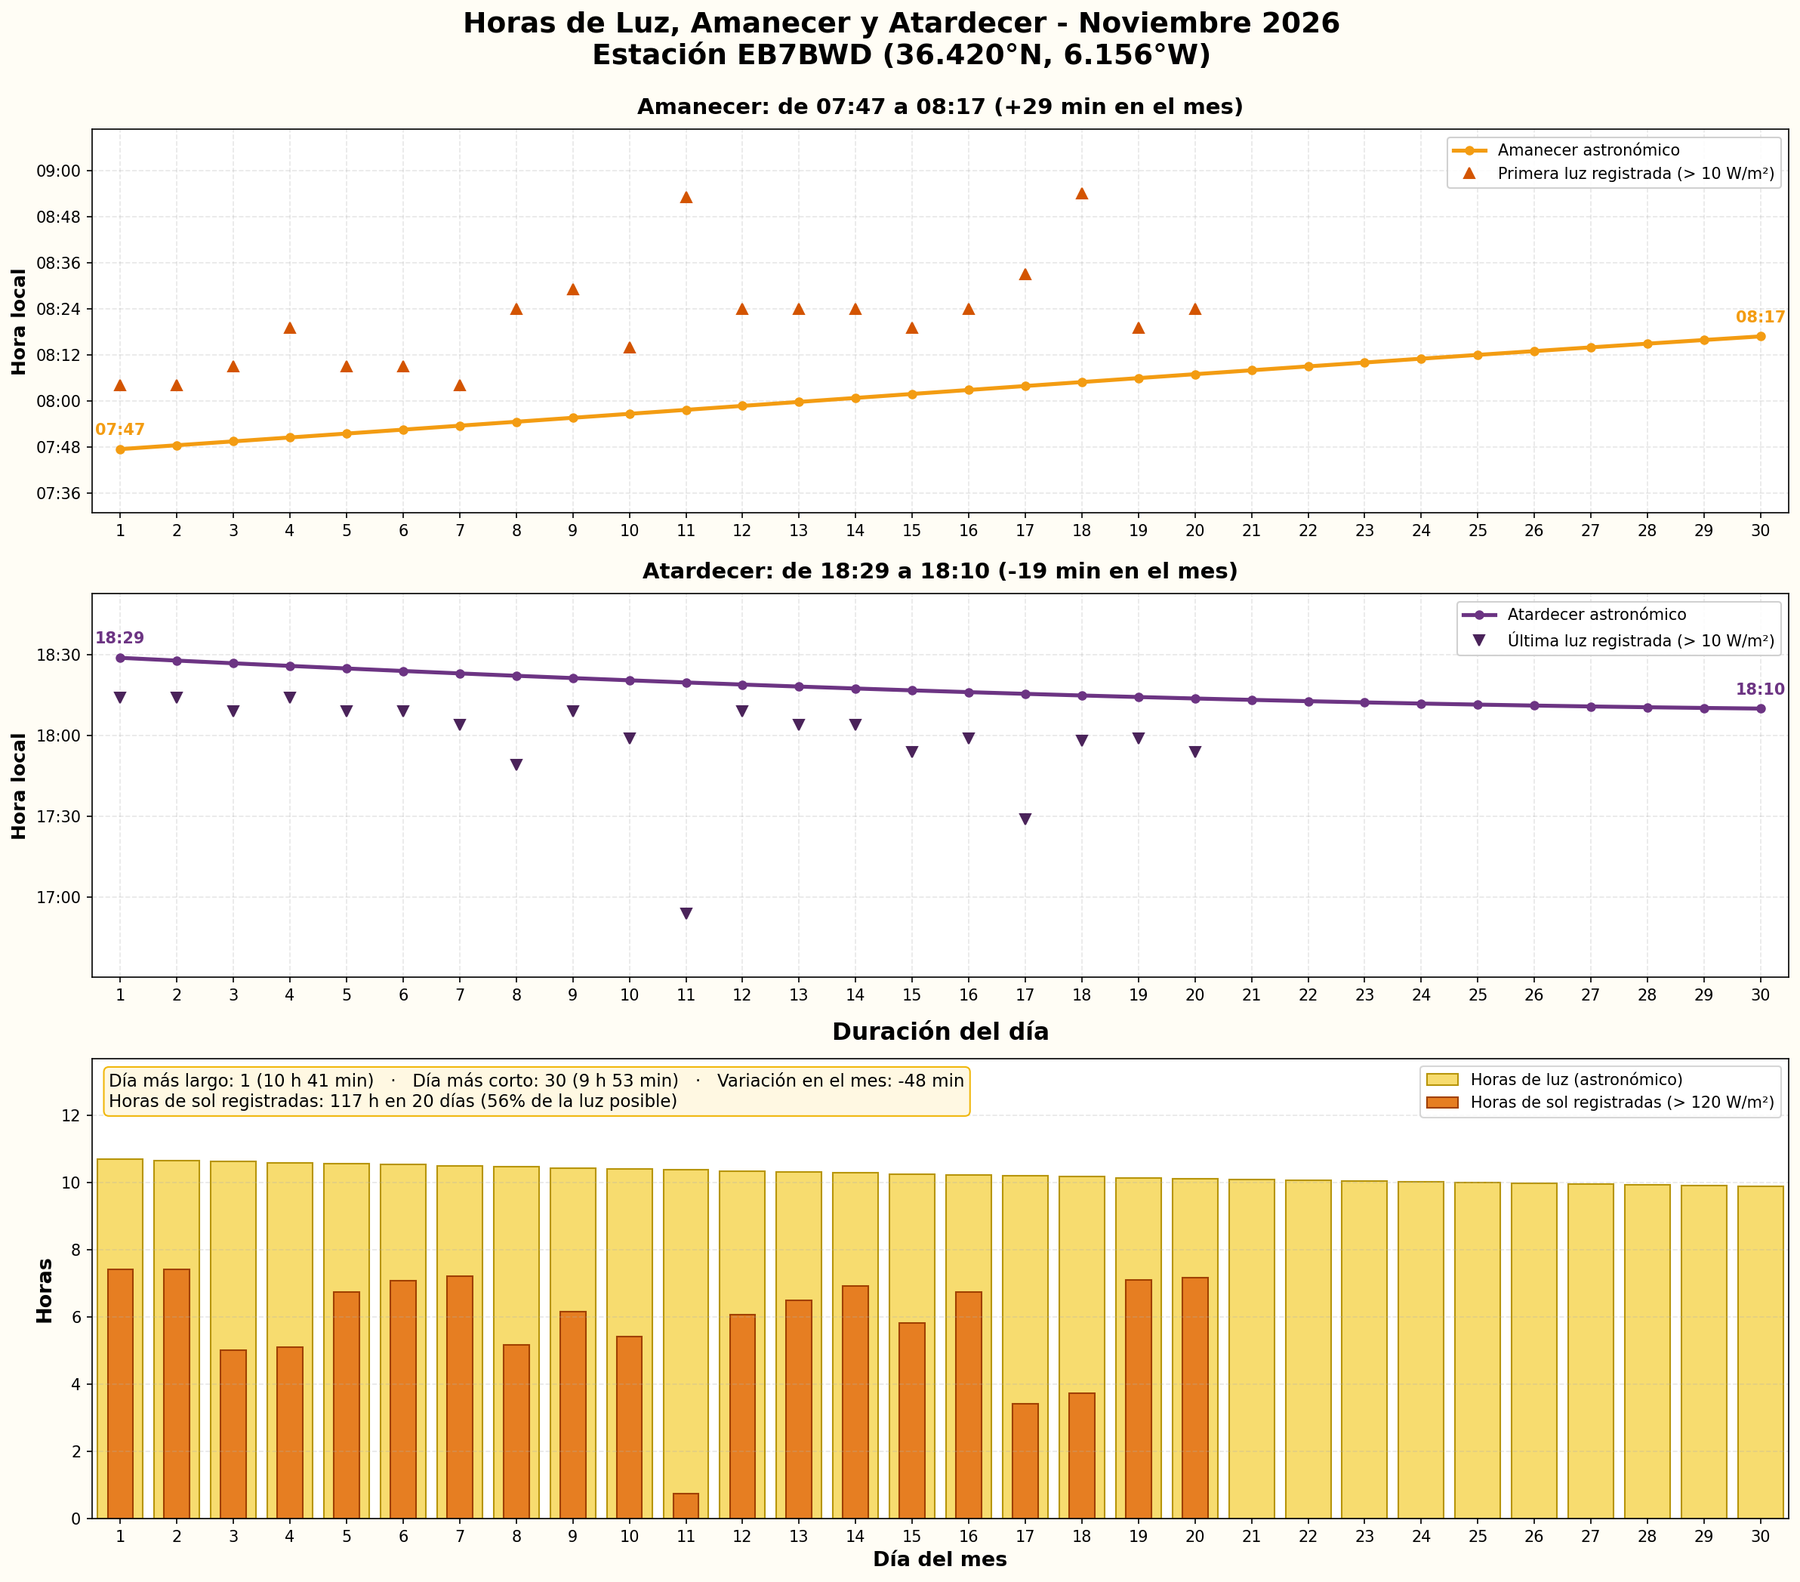 Horas de Luz, Amanecer y Atardecer - Noviembre 2026
Estación EB7BWD (36.420°N, 6.156°W)
Amanecer: de 07:47 a 08:17 (+29 min en el mes)
Hora local
09:00
08:48
08:36
08:24
08:12
08:00
07:48
07:36
Amanecer astronómico
Primera luz registrada (> 10 W/m²)
07:47
08:17
1 2 3 4 5 6 7 8 9 10 11 12 13 14 15 16 17 18 19 20 21 22 23 24 25 26 27 28 29 30
Atardecer: de 18:29 a 18:10 (-19 min en el mes)
Hora local
18:30
18:00
17:30
17:00
Atardecer astronómico
Última luz registrada (> 10 W/m²)
18:29
18:10
1 2 3 4 5 6 7 8 9 10 11 12 13 14 15 16 17 18 19 20 21 22 23 24 25 26 27 28 29 30
Duración del día
Horas
12
10
8
6
4
2
0
Día más largo: 1 (10 h 41 min) · Día más corto: 30 (9 h 53 min) · Variación en el mes: -48 min
Horas de sol registradas: 117 h en 20 días (56% de la luz posible)
Horas de luz (astronómico)
Horas de sol registradas (> 120 W/m²)
1 2 3 4 5 6 7 8 9 10 11 12 13 14 15 16 17 18 19 20 21 22 23 24 25 26 27 28 29 30
Día del mes